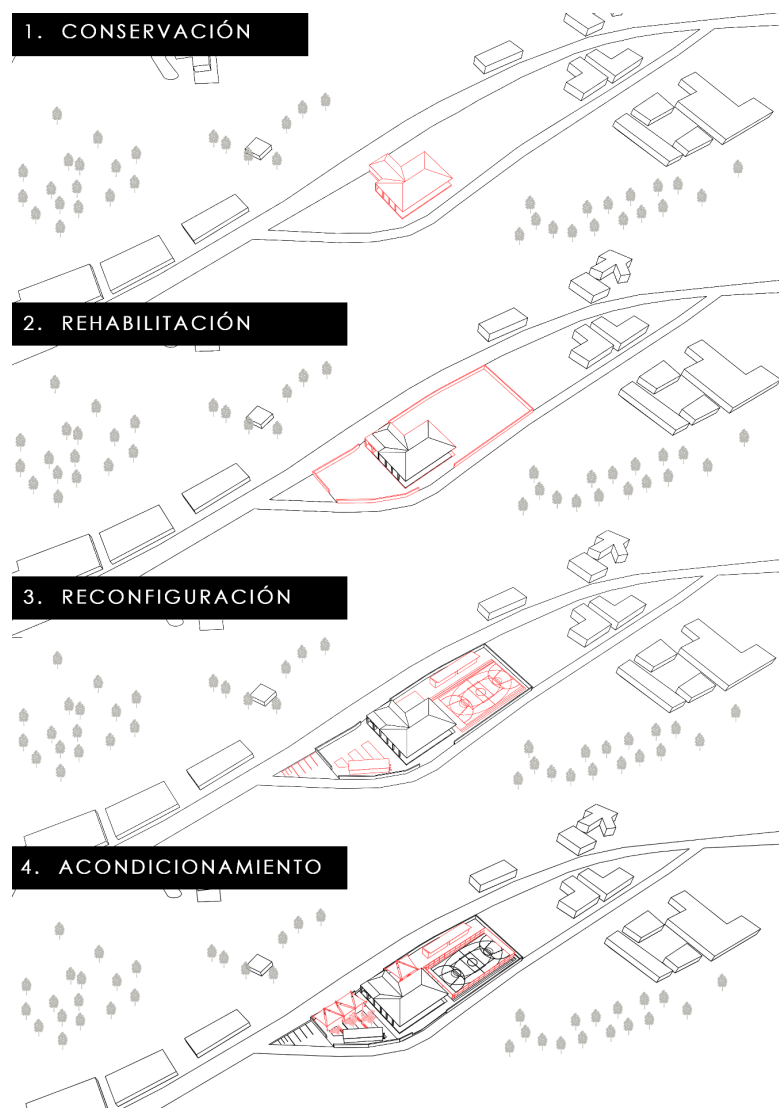 1. CONSERVACIÓN
2. REHABILITACIÓN
3. RECONFIGURACIÓN
4. ACONDICIONAMIENTO